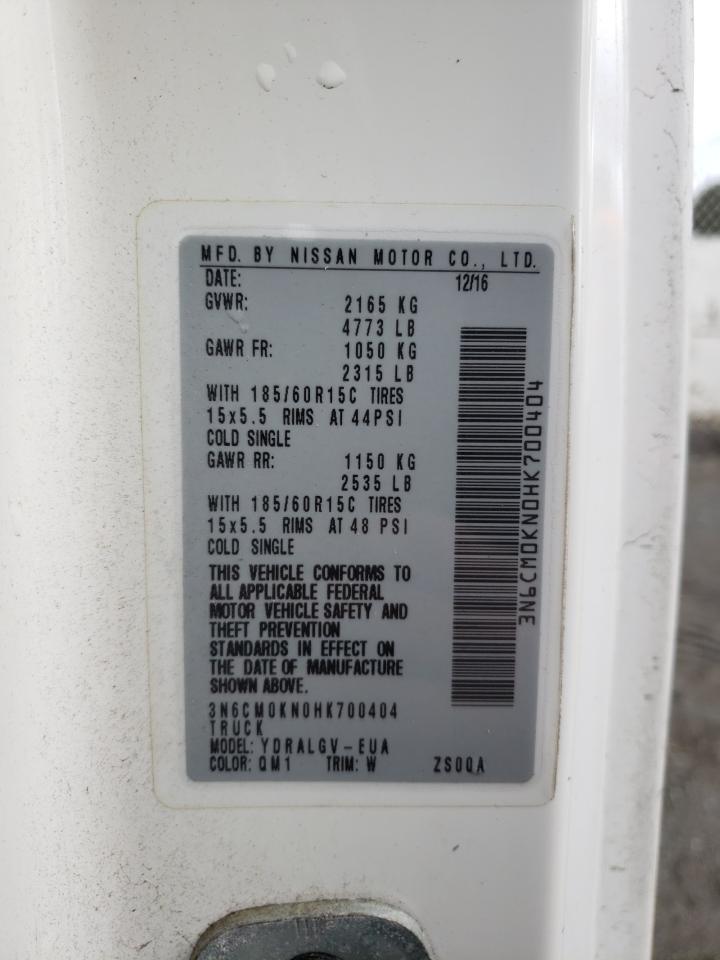 MFD. BY NISSAN MOTOR CO., LTD.
DATE: 12/16
GVWR: 2165 KG
4773 LB
GAWR FR: 1050 KG
2315 LB
WITH 185/60R15C TIRES
15x5.5 RIMS AT 44PSI
COLD SINGLE
GAWR RR: 1150 KG
2535 LB
WITH 185/60R15C TIRES
15x5.5 RIMS AT 48 PSI
COLD SINGLE
THIS VEHICLE CONFORMS TO
ALL APPLICABLE FEDERAL
MOTOR VEHICLE SAFETY AND
THEFT PREVENTION
STANDARDS IN EFFECT ON
THE DATE OF MANUFACTURE
SHOWN ABOVE.
3N6CM0KN0HK700404
TRUCK
MODEL: YDRALGV-EUA
COLOR: QM1 TRIM: W ZS00A
3N6CM0KN0HK700404